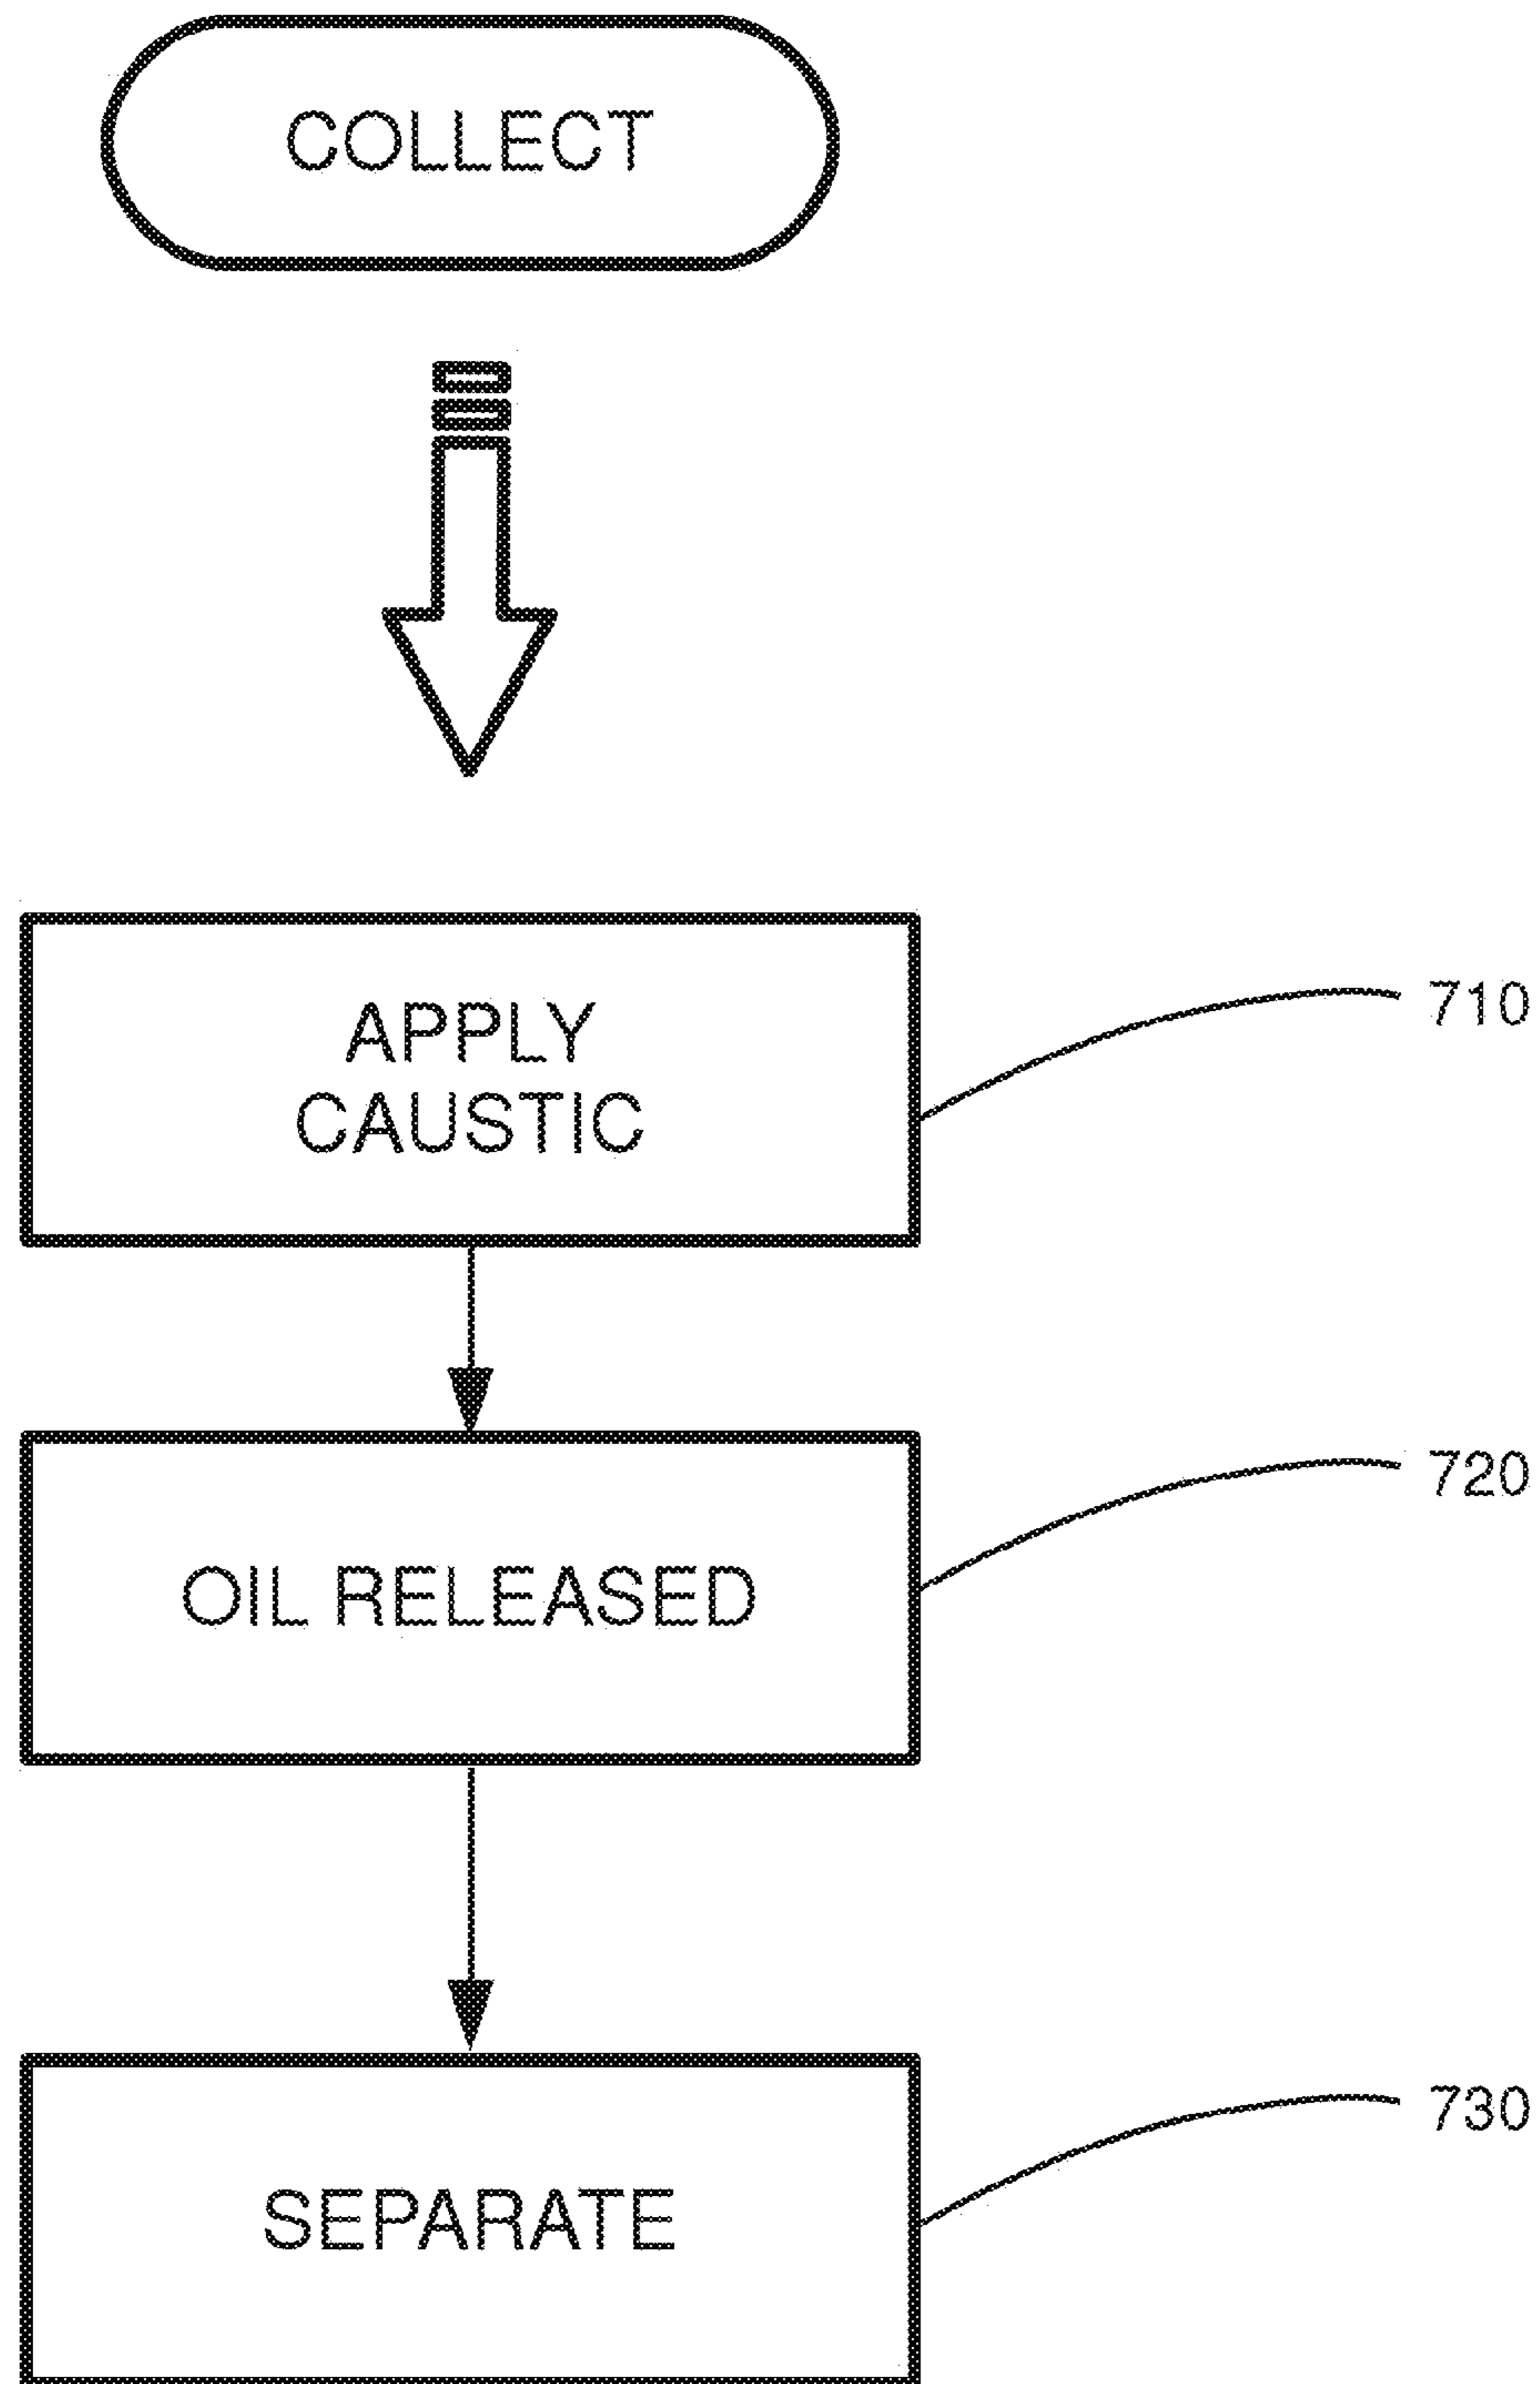 COLLECT
APPLY
CAUSTIC
710
OIL RELEASED
720
SEPARATE
730